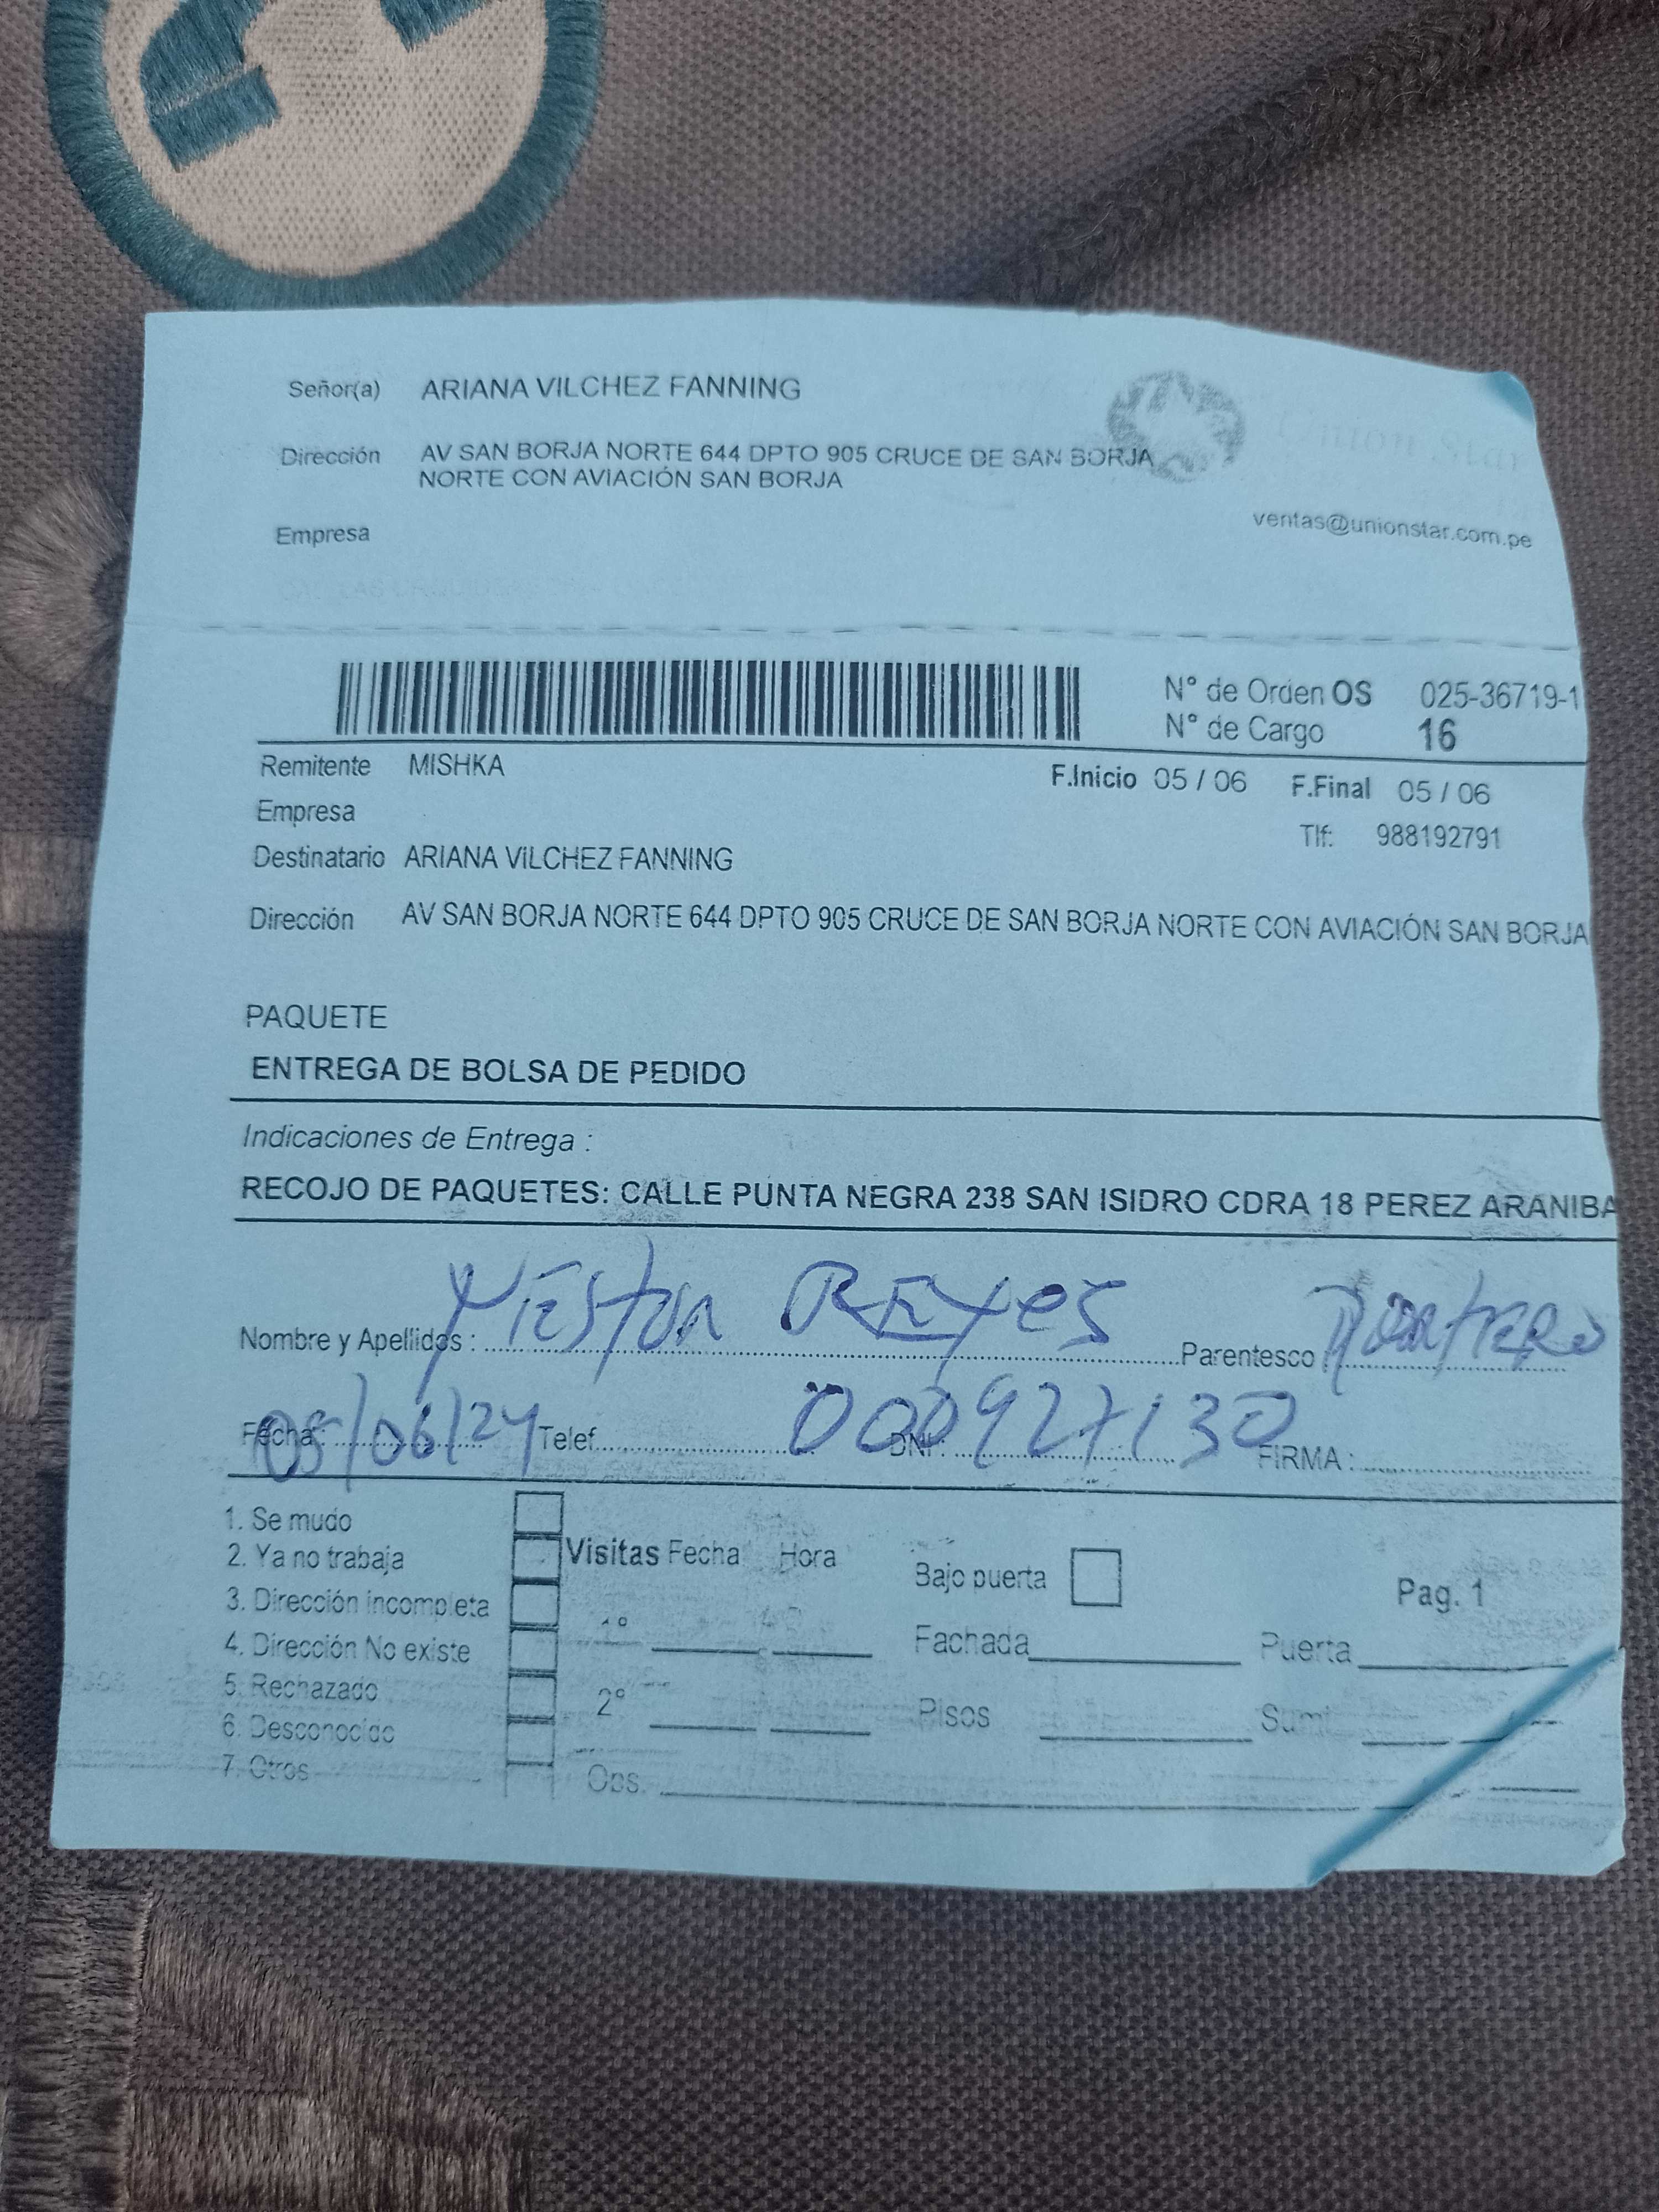 Señor(a) ARIANA VILCHEZ FANNING
Dirección AV SAN BORJA NORTE 644 DPTO 905 CRUCE DE SAN BORJA
NORTE CON AVIACIÓN SAN BORJA
ventas@unionstar.com.pe
Empresa
N° de Orden OS 025-36719-1
N° de Cargo 16
Remitente MISHKA F.Inicio 05 / 06 F.Final 05 / 06
Empresa
Tlf: 988192791
Destinatario ARIANA VILCHEZ FANNING
Dirección AV SAN BORJA NORTE 644 DPTO 905 CRUCE DE SAN BORJA NORTE CON AVIACIÓN SAN BORJA
PAQUETE
ENTREGA DE BOLSA DE PEDIDO
Indicaciones de Entrega :
RECOJO DE PAQUETES: CALLE PUNTA NEGRA 238 SAN ISIDRO CDRA 18 PEREZ ARANIBA
Nombre y Apellidos : REYES Parentesco
Fecha: 05/06/24 Telef. DNI: 000927130 FIRMA :
1. Se mudo
2. Ya no trabaja Visitas Fecha Hora Bajo puerta Pag. 1
3. Dirección incompleta 1°
4. Dirección No existe Fachada Puerta
5. Rechazado 2° Pisos Sumi
6. Desconocido
7. Otros Obs.